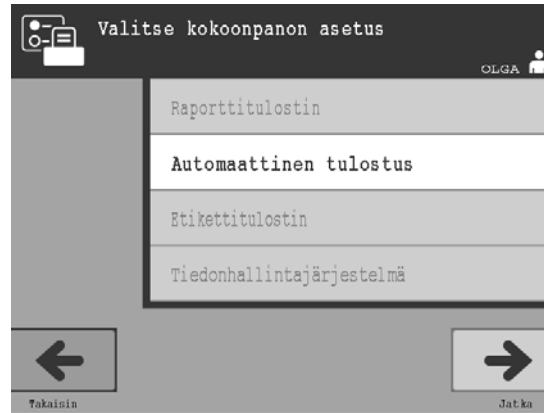 Valitse kokoonpanon asetus
OLGA
Raporttitulostin
Automaattinen tulostus
Etikettitulostin
Tiedonhallintajärjestelmä
Takaisin
Jatka